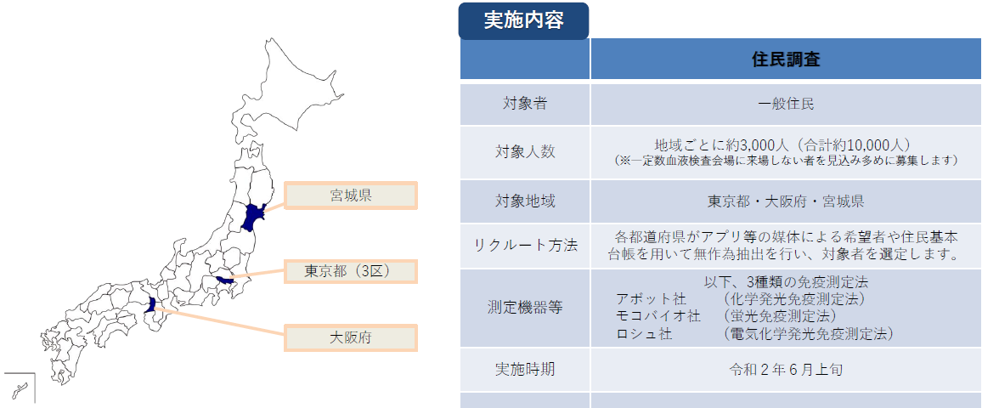 宮城県
東京都（3区）
大阪府
実施内容
住民調査
対象者
一般住民
対象人数
地域ごとに約3,000人（合計約10,000人）
（※一定数血液検査会場に来場しない者を見込み多めに募集します）
対象地域
東京都・大阪府・宮城県
リクルート方法
各都道府県がアプリ等の媒体による希望者や住民基本
台帳を用いて無作為抽出を行い、対象者を選定します。
測定機器等
以下、3種類の免疫測定法
アボット社　　（化学発光免疫測定法）
モコバイオ社　（蛍光免疫測定法）
ロシュ社　　　（電気化学発光免疫測定法）
実施時期
令和２年６月上旬